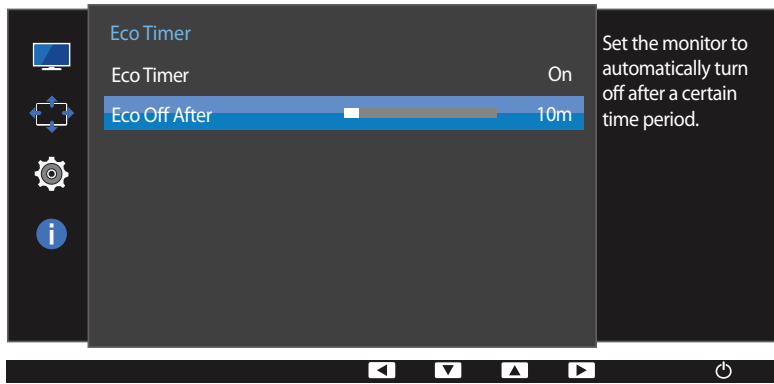 Eco Timer
Eco Timer On
Eco Off After 10m
Set the monitor to
automatically turn
off after a certain
time period.